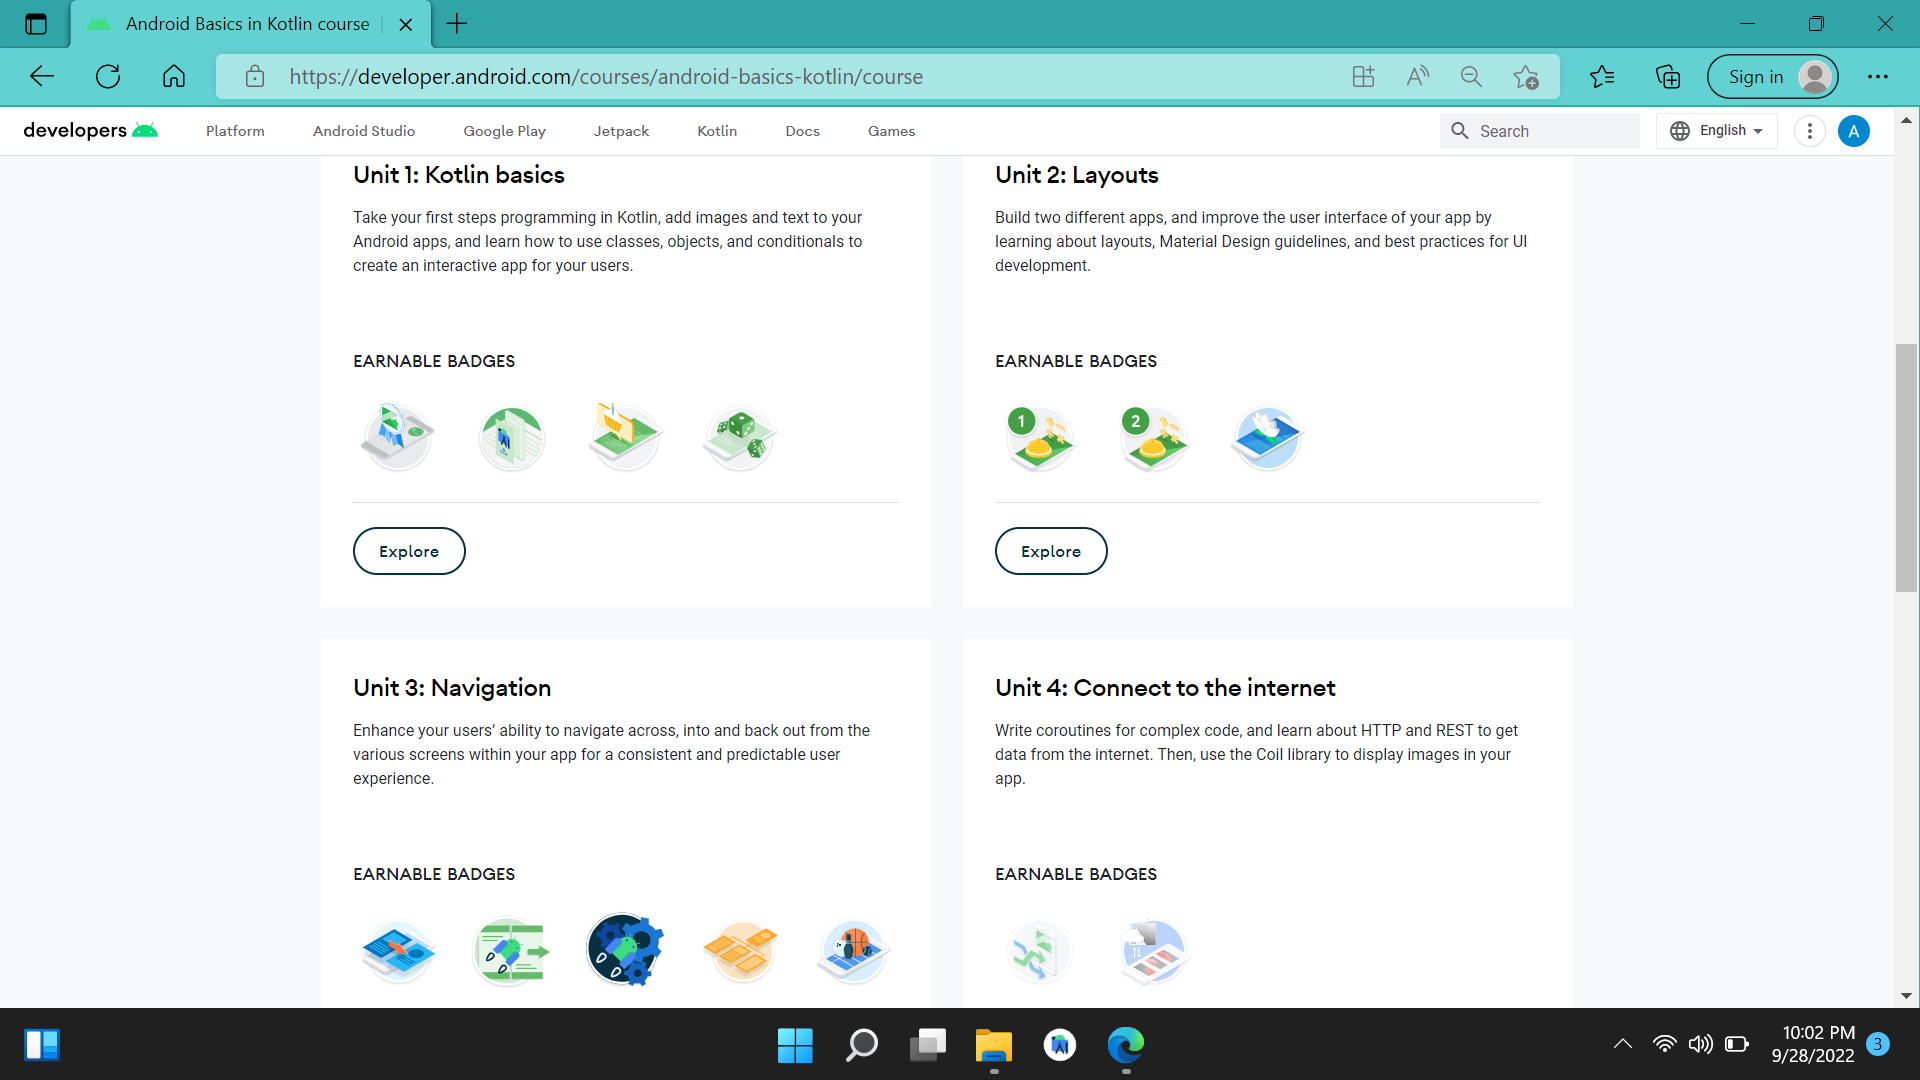 Android Basics in Kotlin course
https://developer.android.com/courses/android-basics-kotlin/course
Sign in
developers
Platform
Android Studio
Google Play
Jetpack
Kotlin
Docs
Games
Search
English
A
Unit 1: Kotlin basics
Take your first steps programming in Kotlin, add images and text to your
Android apps, and learn how to use classes, objects, and conditionals to
create an interactive app for your users.
EARNABLE BADGES
Explore
Unit 2: Layouts
Build two different apps, and improve the user interface of your app by
learning about layouts, Material Design guidelines, and best practices for UI
development.
EARNABLE BADGES
1
2
Explore
Unit 3: Navigation
Enhance your users’ ability to navigate across, into and back out from the
various screens within your app for a consistent and predictable user
experience.
EARNABLE BADGES
Unit 4: Connect to the internet
Write coroutines for complex code, and learn about HTTP and REST to get
data from the internet. Then, use the Coil library to display images in your
app.
EARNABLE BADGES
10:02 PM
9/28/2022
3